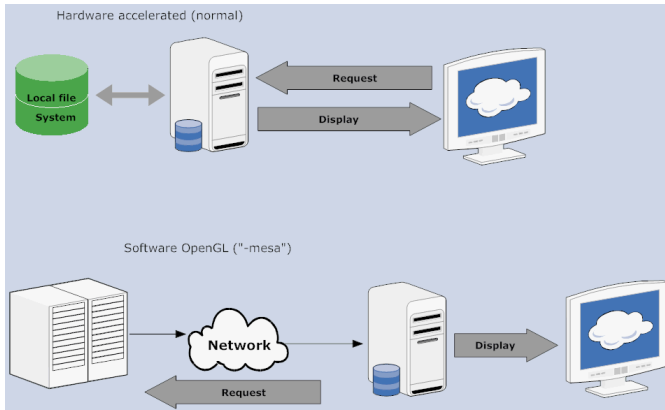 Hardware accelerated (normal)
Local file
System
Request
Display
Software OpenGL ("-mesa")
Network
Display
Request